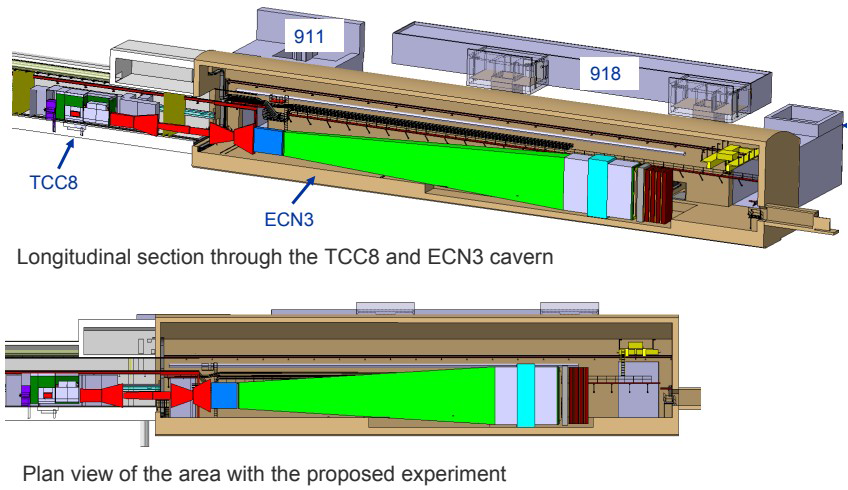 911
918
TCC8
ECN3
Longitudinal section through the TCC8 and ECN3 cavern
Plan view of the area with the proposed experiment